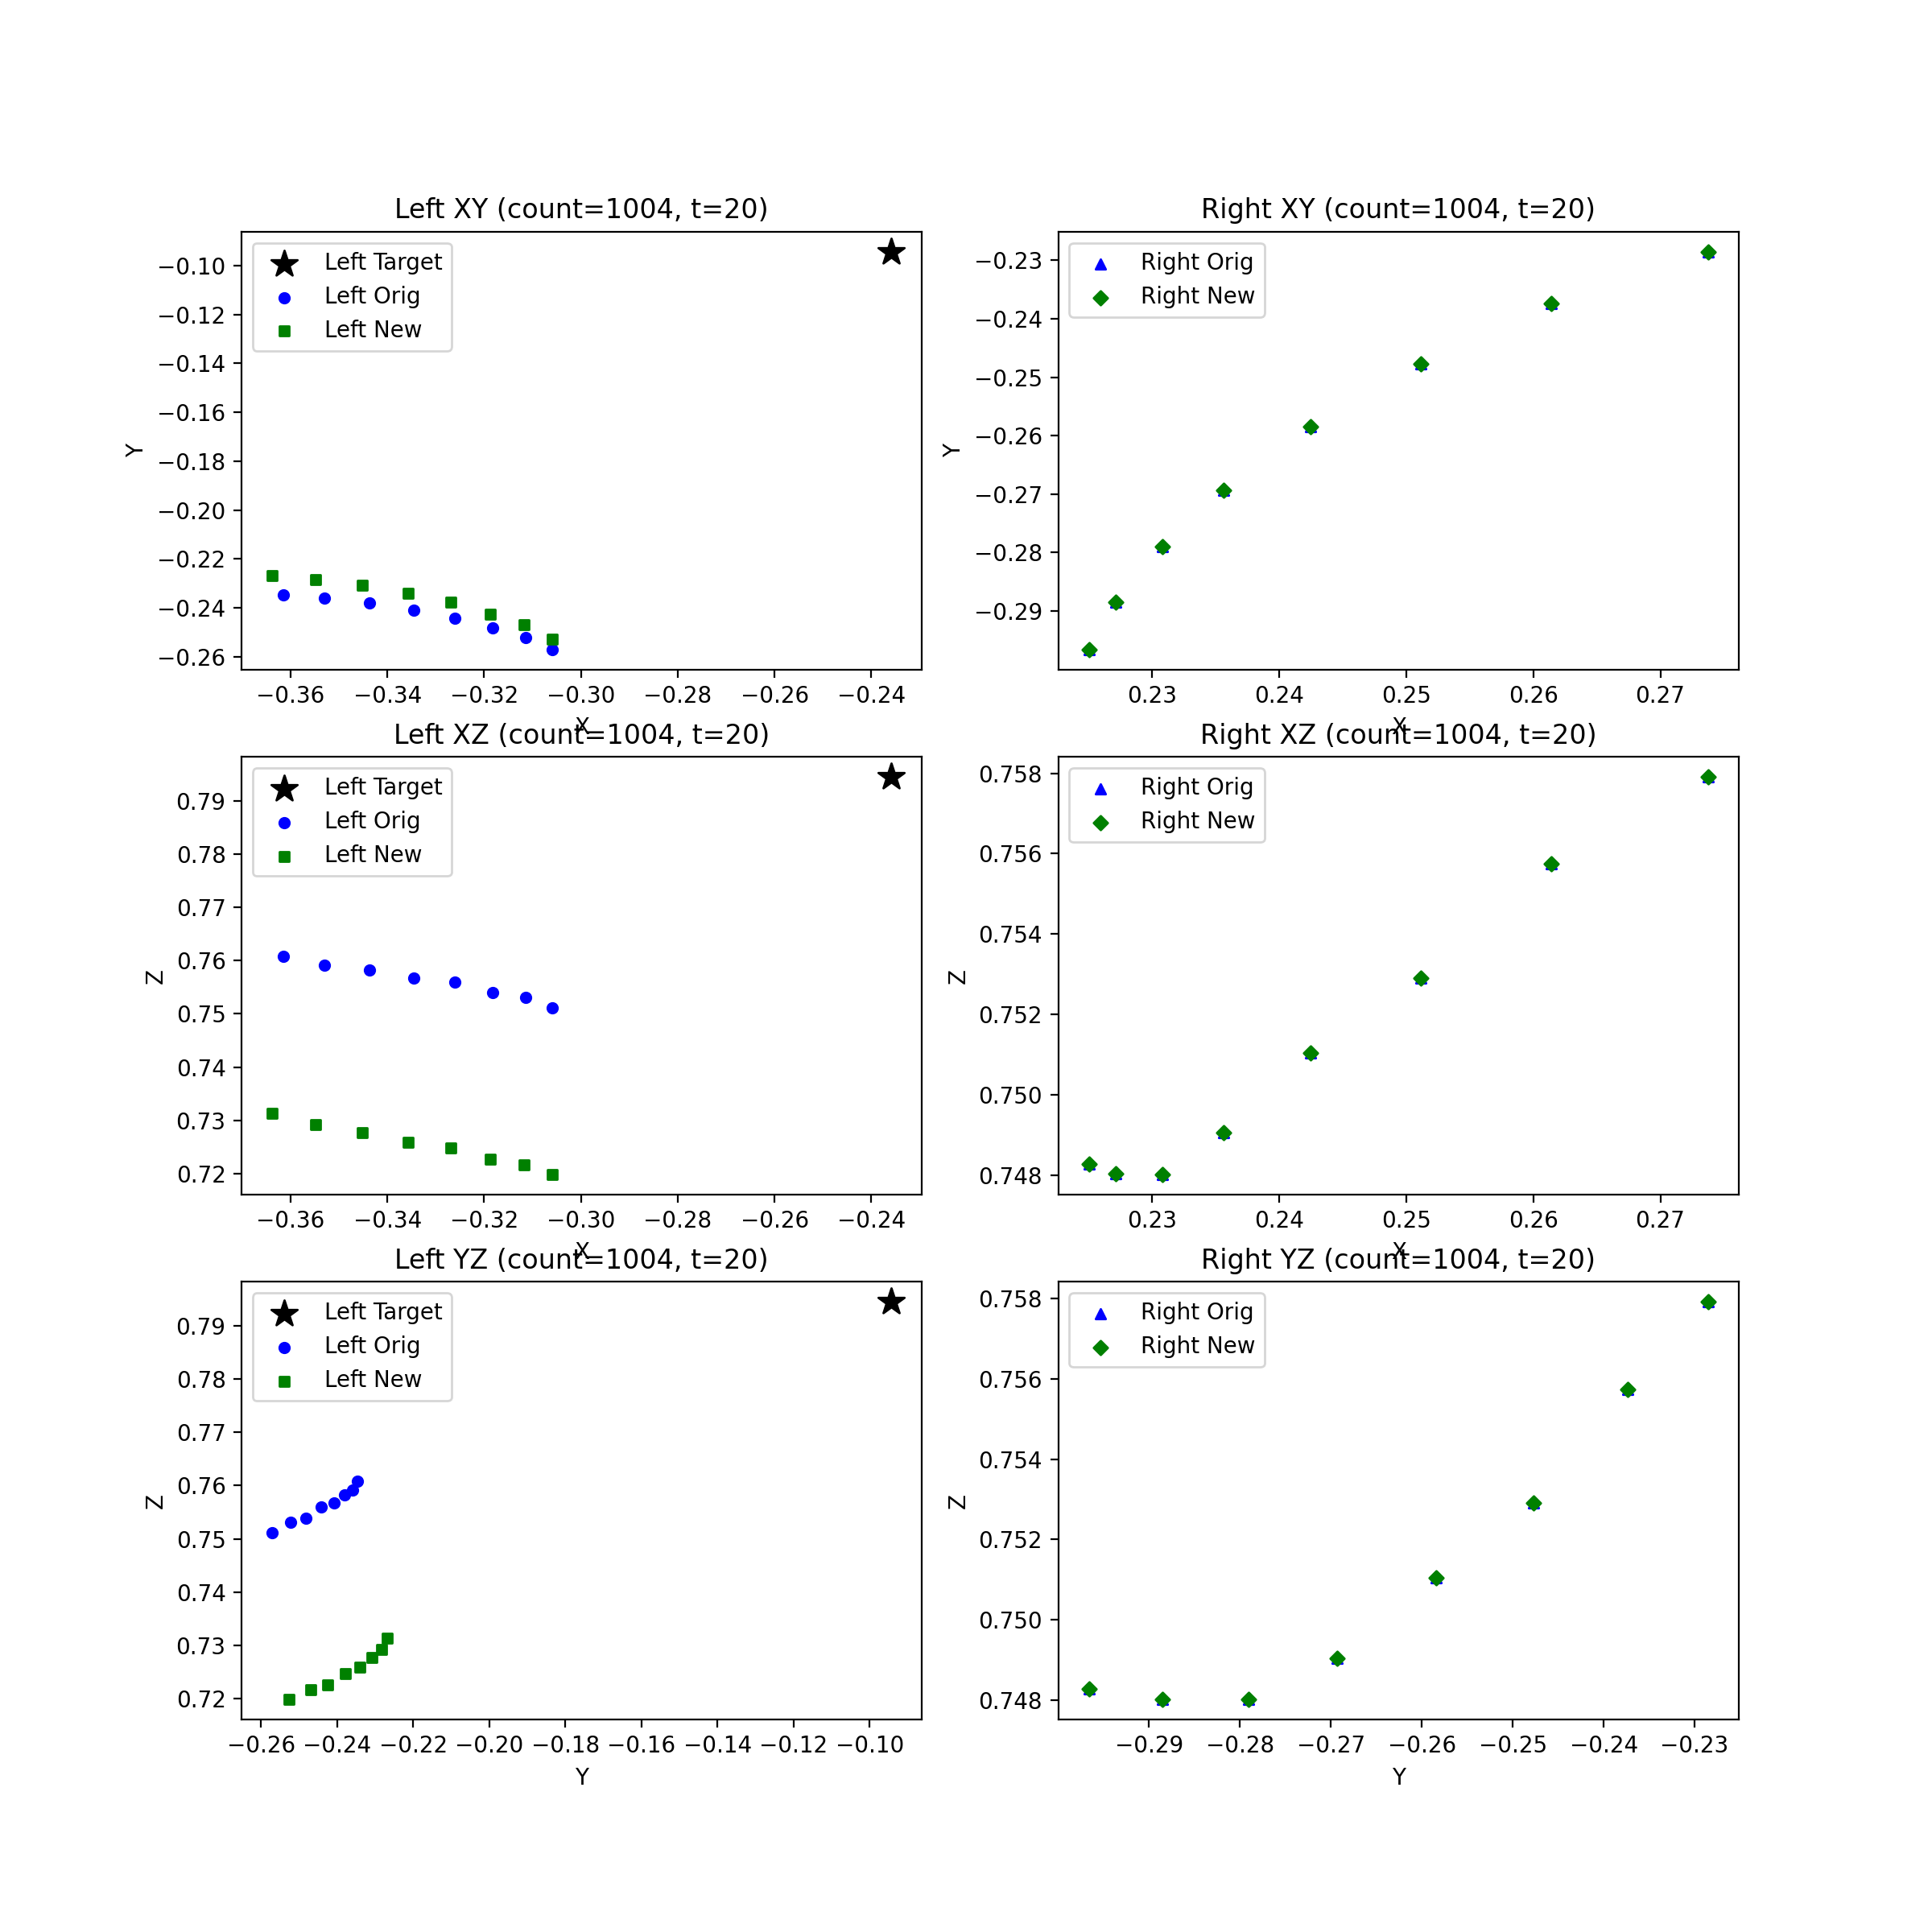 Left XY (count=1004, t=20)
Left Target
Left Orig
Left New
−0.10
−0.12
−0.14
−0.16
−0.18
−0.20
−0.22
−0.24
−0.26
Y
−0.36 −0.34 −0.32 −0.30 −0.28 −0.26 −0.24
X
Right XY (count=1004, t=20)
Right Orig
Right New
−0.23
−0.24
−0.25
−0.26
−0.27
−0.28
−0.29
Y
0.23 0.24 0.25 0.26 0.27
X
Left XZ (count=1004, t=20)
Left Target
Left Orig
Left New
0.79
0.78
0.77
0.76
0.75
0.74
0.73
0.72
Z
−0.36 −0.34 −0.32 −0.30 −0.28 −0.26 −0.24
X
Right XZ (count=1004, t=20)
Right Orig
Right New
0.758
0.756
0.754
0.752
0.750
0.748
Z
0.23 0.24 0.25 0.26 0.27
X
Left YZ (count=1004, t=20)
Left Target
Left Orig
Left New
0.79
0.78
0.77
0.76
0.75
0.74
0.73
0.72
Z
−0.26 −0.24 −0.22 −0.20 −0.18 −0.16 −0.14 −0.12 −0.10
Y
Right YZ (count=1004, t=20)
Right Orig
Right New
0.758
0.756
0.754
0.752
0.750
0.748
Z
−0.29 −0.28 −0.27 −0.26 −0.25 −0.24 −0.23
Y